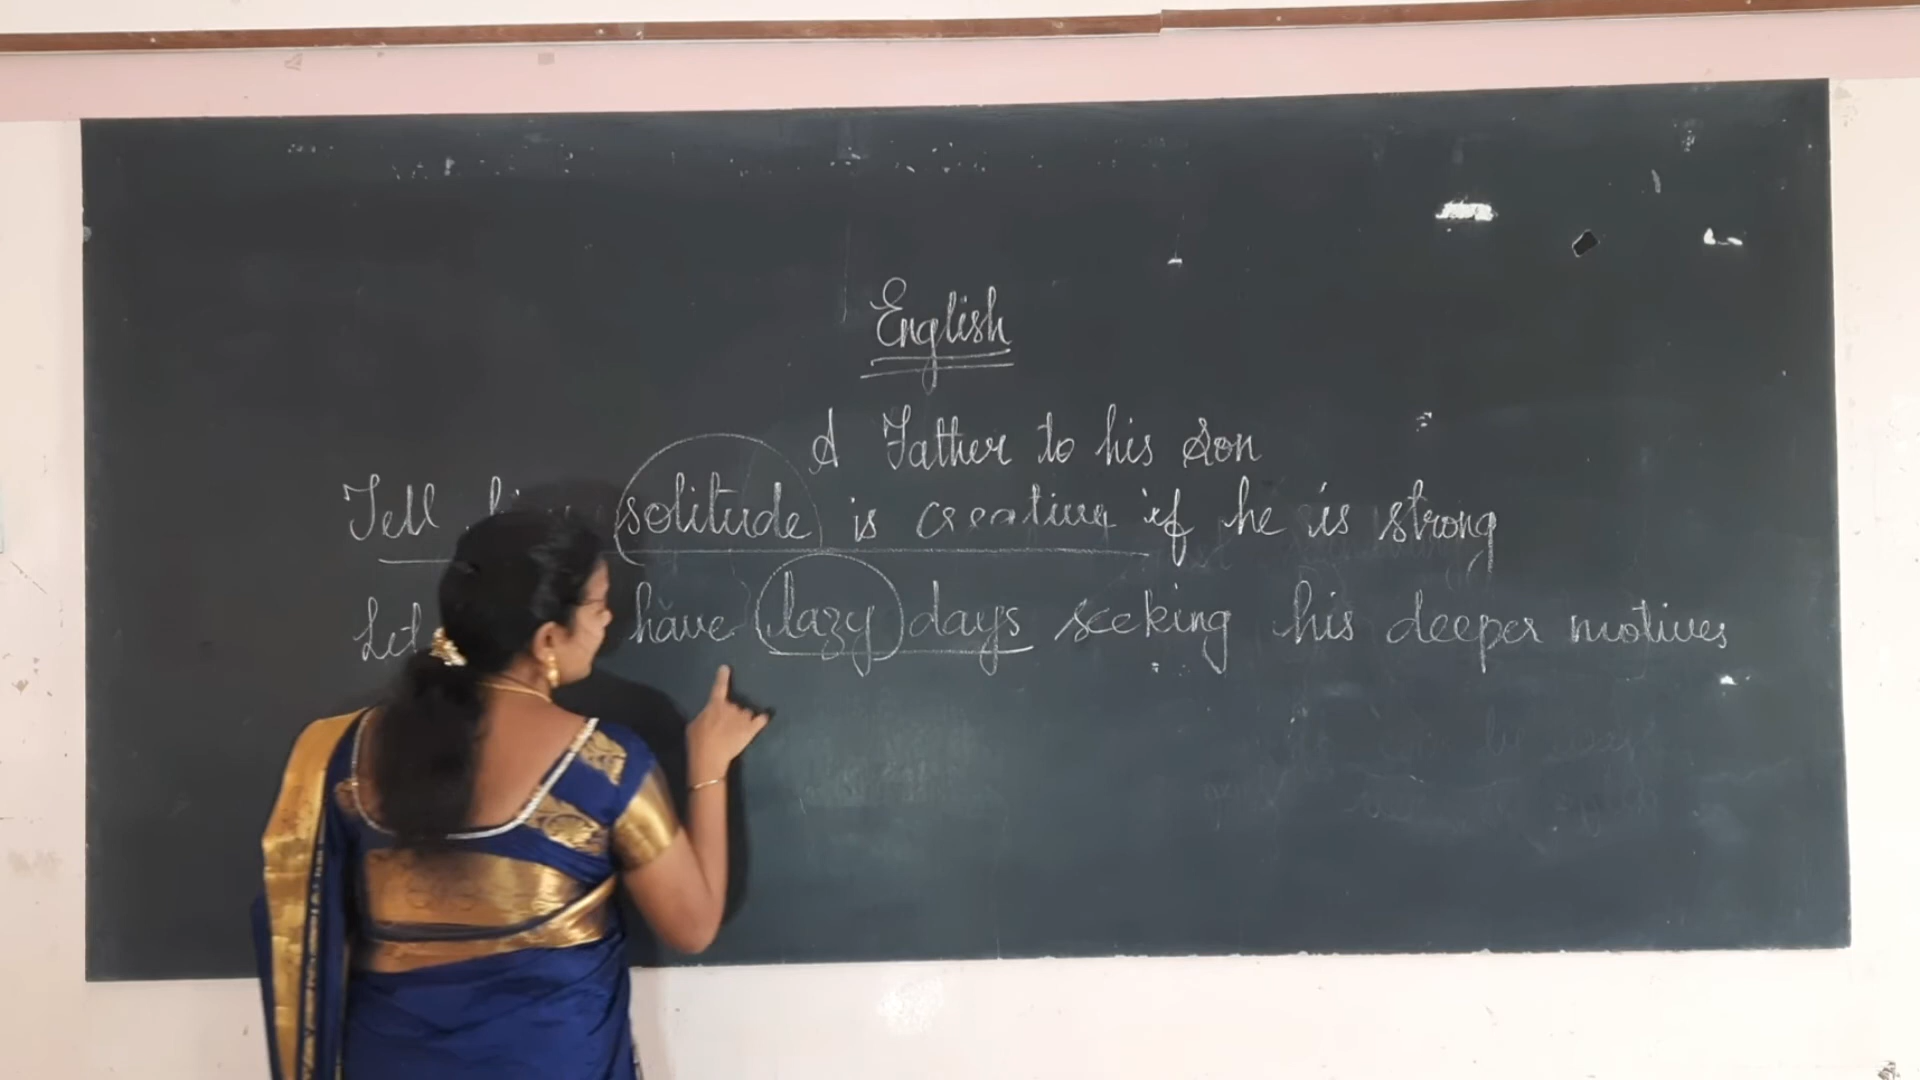 English
A Father to his Son
Tell solitude is creative if he is strong
Let have lazy days seeking his deeper motives